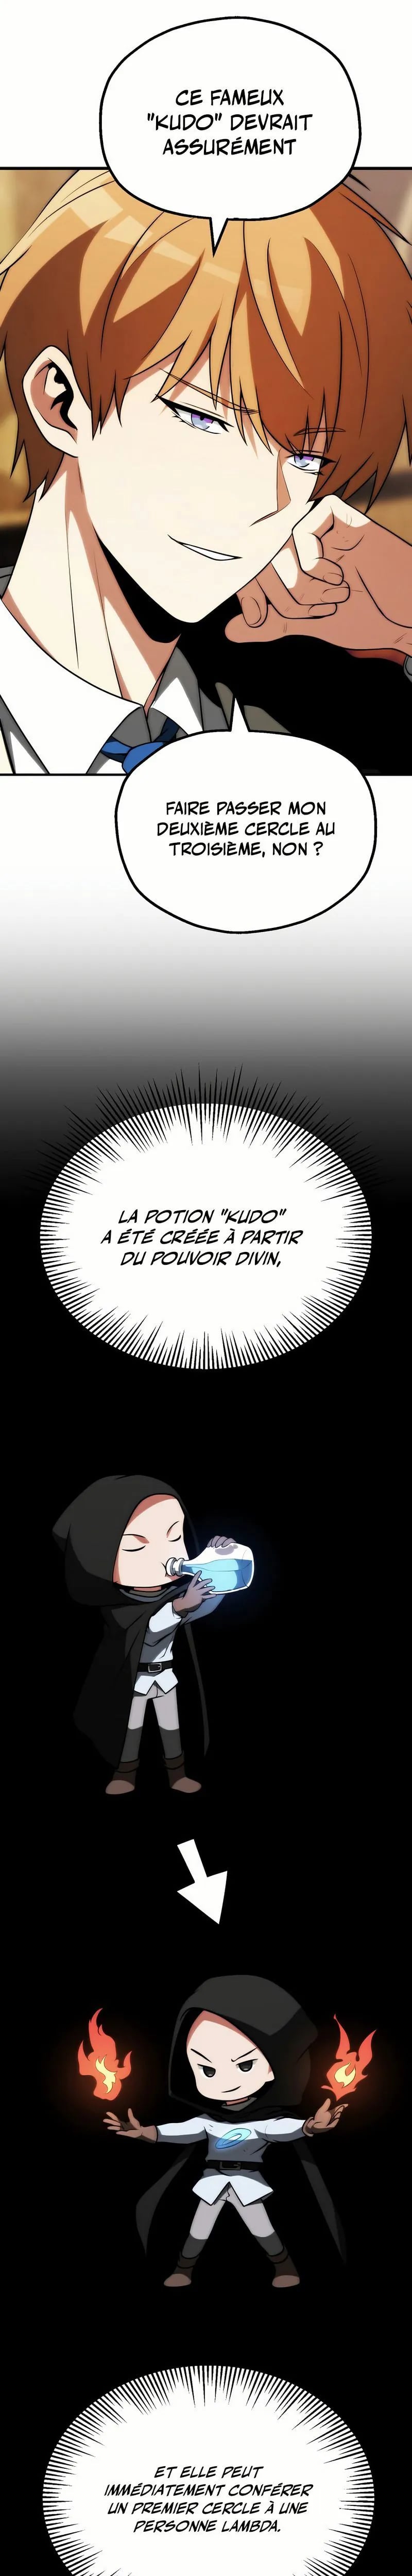 CE FAMEUX
"KUDO" DEVRAIT
ASSURÉMENT
FAIRE PASSER MON
DEUXIÈME CERCLE AU
TROISIÈME, NON ?
LA POTION "KUDO"
A ÉTÉ CRÉÉE À PARTIR
DU POUVOIR DIVIN,
ET ELLE PEUT
IMMÉDIATEMENT CONFÉRER
UN PREMIER CERCLE À UNE
PERSONNE LAMBDA.